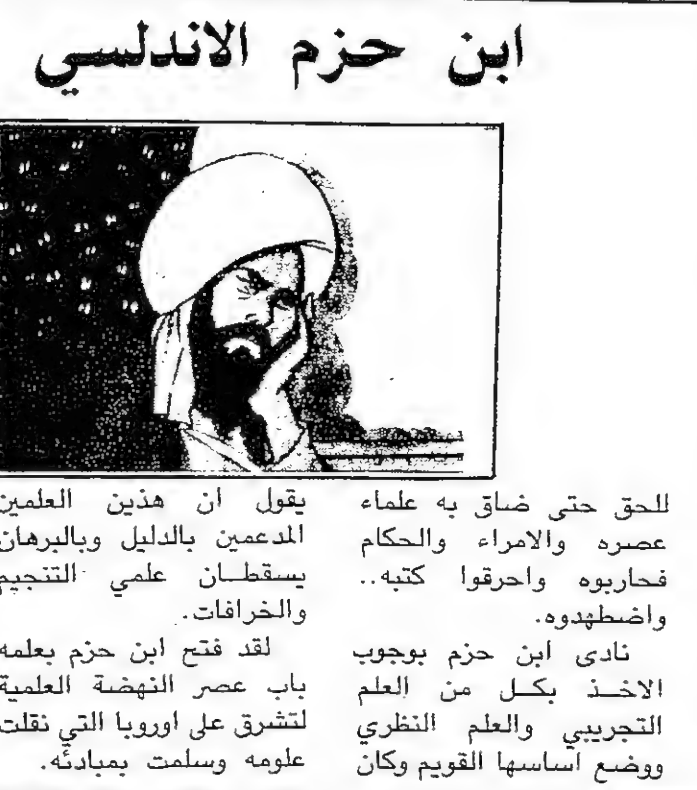 ابن حزم الاندلسي
للحق حتى ضاق به علماء
عصره والامراء والحكام
فحاربوه واحرقوا كتبه..
واضطهدوه.
نادى ابن حزم بوجوب
الاخذ بكل من العلم
التجريبي والعلم النظري
ووضع اساسها القويم وكان
يقول ان هذين العلمين
المدعمين بالدليل وبالبرهان
يسقطان علمي التنجيم
والخرافات.
لقد فتح ابن حزم بعلمه
باب عصر النهضة العلمية
لتشرق على اوروبا التي نقلت
علومه وسلمت بمبادئه.